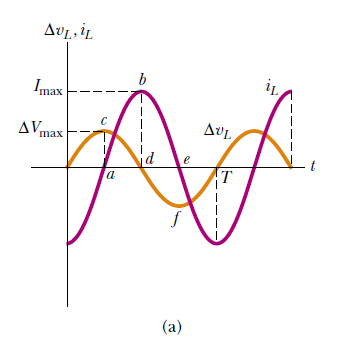 Δv_L, i_L
I_max
b
i_L
ΔV_max
c
Δv_L
a
d
e
T
t
f
(a)